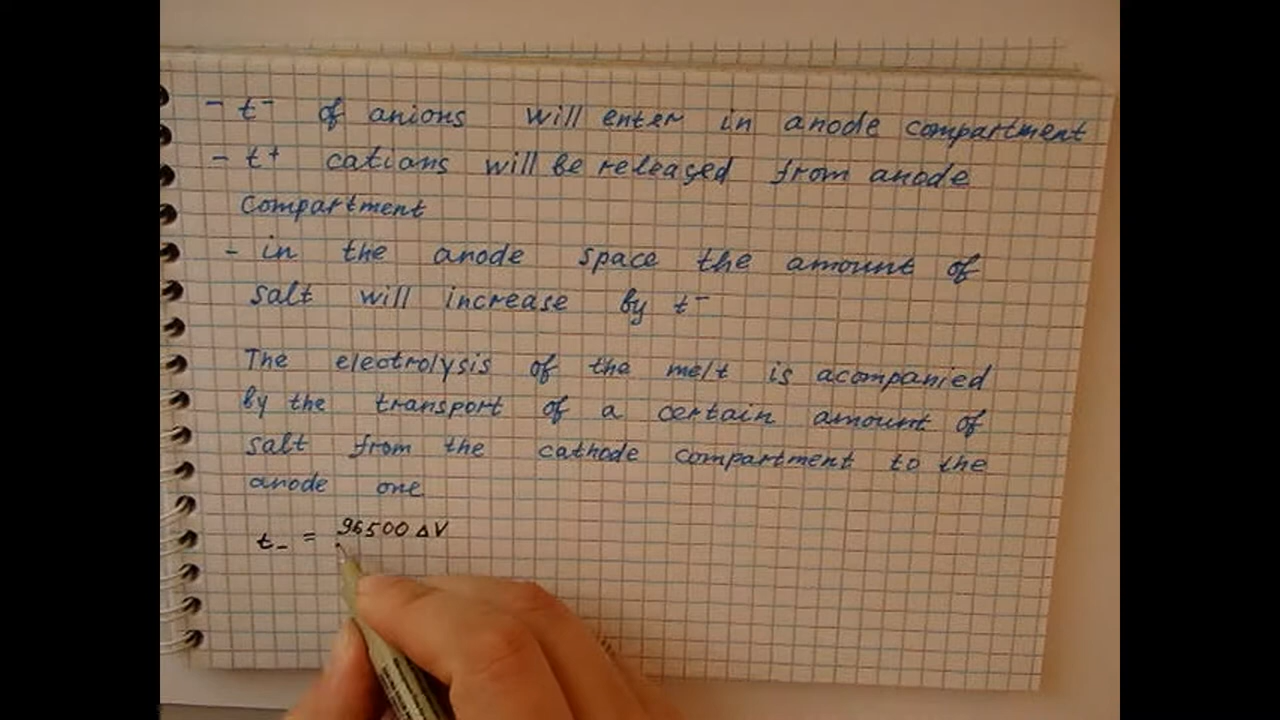 - t⁻ of anions will enter in anode compartment
- t⁺ cations will be released from anode
compartment
- in the anode space the amount of
salt will increase by t⁻
The electrolysis of the melt is acompanied
by the transport of a certain amount of
salt from the cathode compartment to the
anode one
t₋ = 96500 ΔV